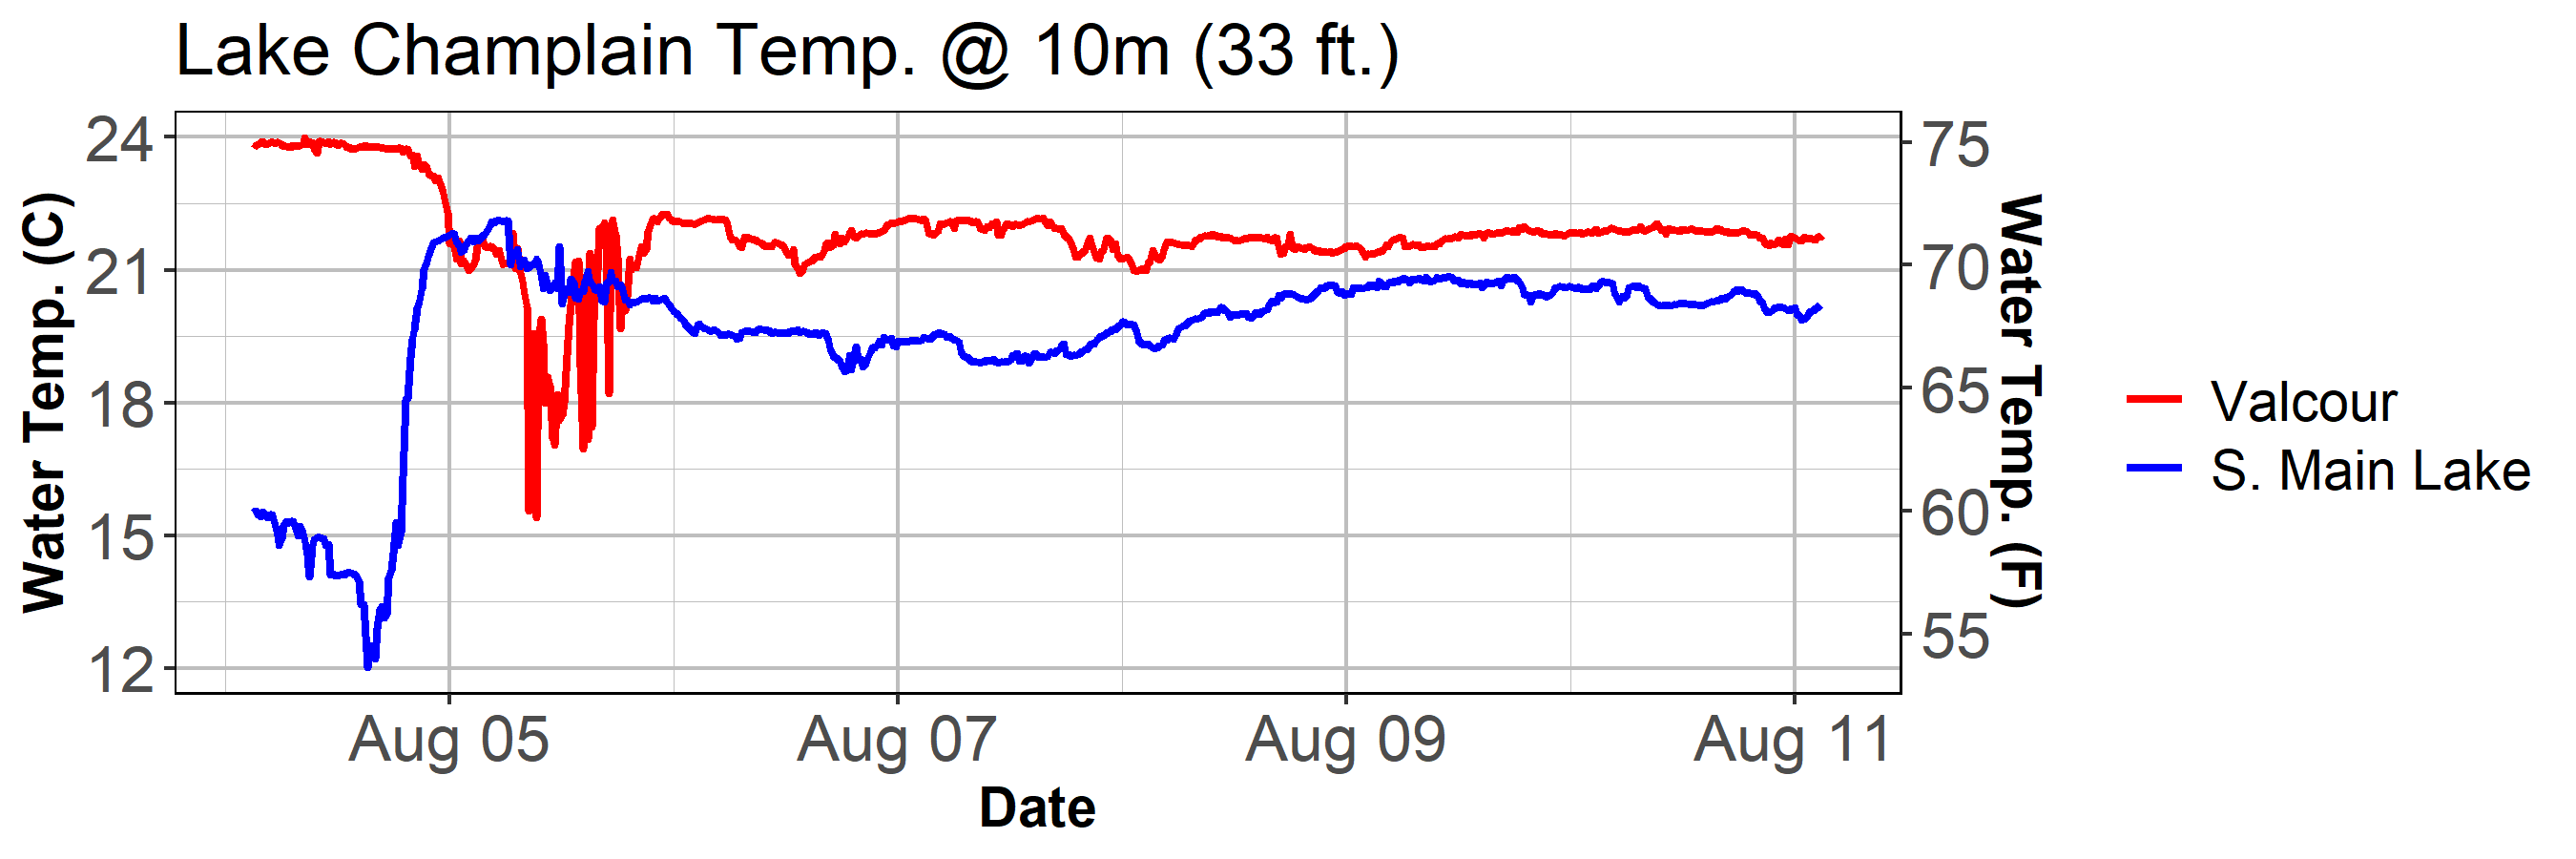 Lake Champlain Temp. @ 10m (33 ft.)
Water Temp. (C)
24
21
18
15
12
75
70
65
60
55
Water Temp. (F)
Aug 05
Aug 07
Aug 09
Aug 11
Date
Valcour
S. Main Lake